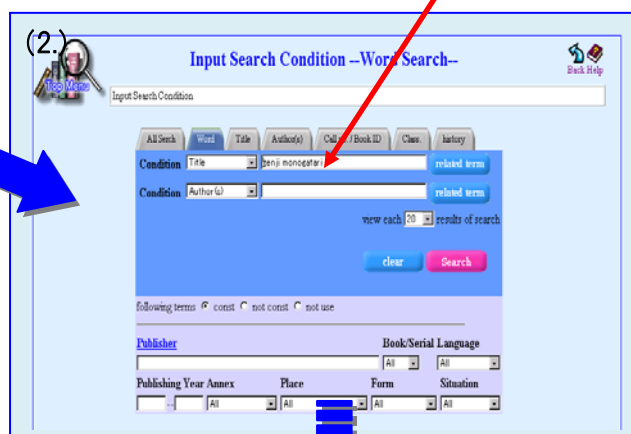 (2.)
Input Search Condition --Word Search--
Top Menu
Back Help
Input Search Condition
All Serch Word Title Author(s) Call no. / Book ID Class. history
Condition Title genji monogatari related term
Condition Author(s) related term
view each 20 results of search
clear Search
following terms const not const not use
Publisher Book/Serial Language
All All
Publishing Year Annex Place Form Situation
-- All All All All